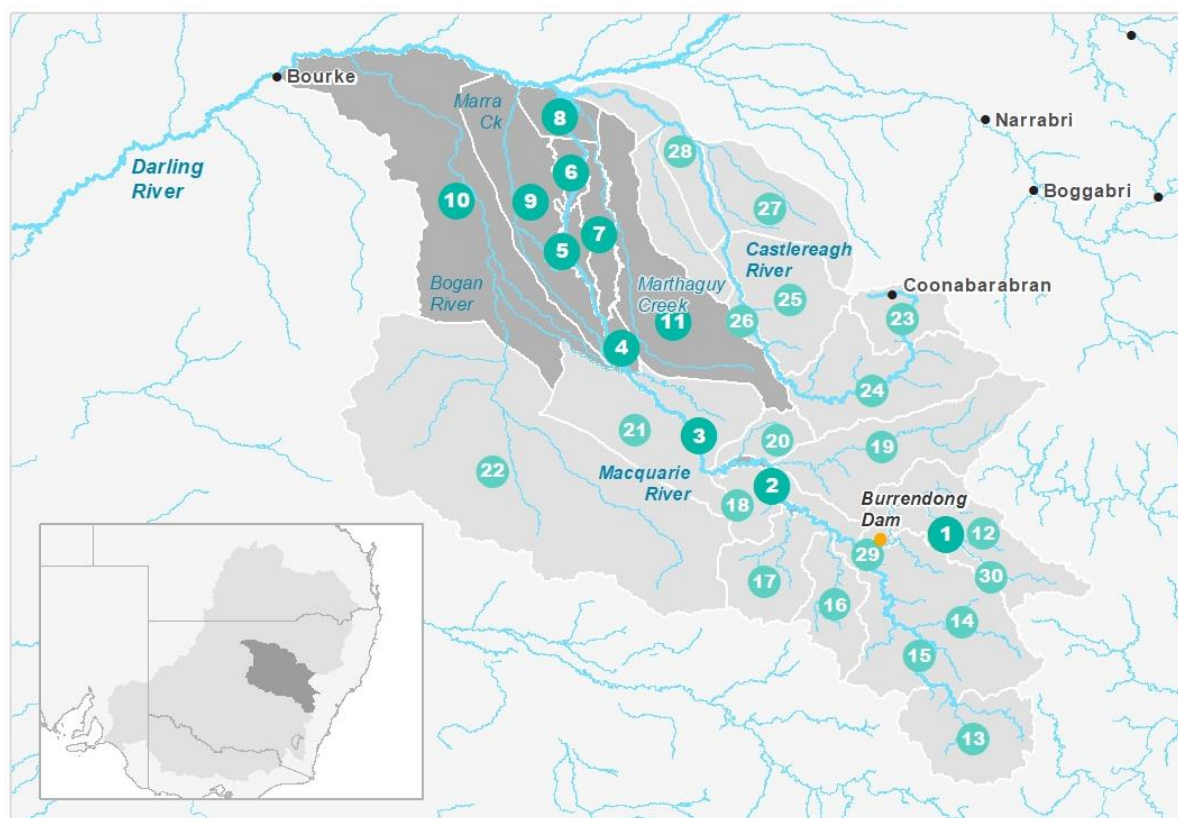 Bourke
Marra
Ck
8
28
Narrabri
6
Darling
River
10
9
27
Boggabri
7
5
Castlereagh
River
Bogan
River
Marthaguy
Creek
25
Coonabarabran
11
26
23
4
24
21
3
20
19
22
Macquarie
River
2
18
Burrendong
Dam
1
12
29
30
17
16
14
15
13